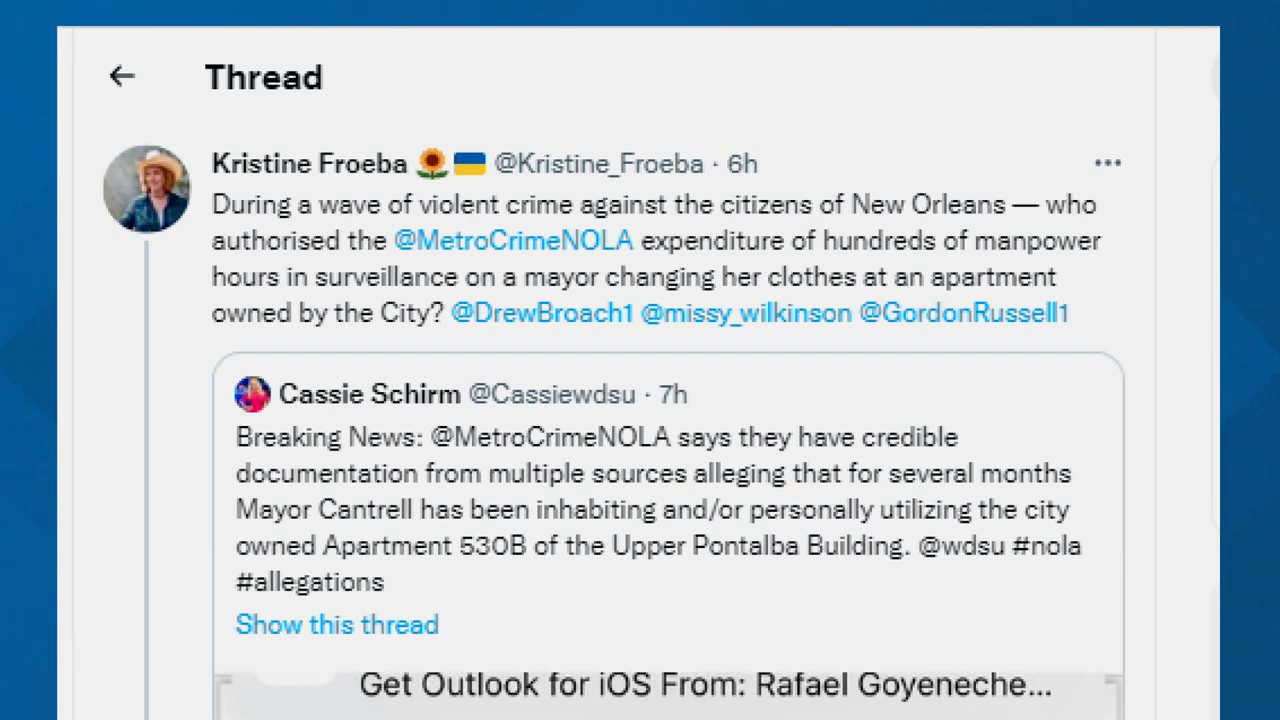 Thread
Kristine Froeba 🌻 🇺🇦 @Kristine_Froeba · 6h
During a wave of violent crime against the citizens of New Orleans — who
authorised the @MetroCrimeNOLA expenditure of hundreds of manpower
hours in surveillance on a mayor changing her clothes at an apartment
owned by the City? @DrewBroach1 @missy_wilkinson @GordonRussell1
Cassie Schirm @Cassiewdsu · 7h
Breaking News: @MetroCrimeNOLA says they have credible
documentation from multiple sources alleging that for several months
Mayor Cantrell has been inhabiting and/or personally utilizing the city
owned Apartment 530B of the Upper Pontalba Building. @wdsu #nola
#allegations
Show this thread
Get Outlook for iOS From: Rafael Goyeneche...